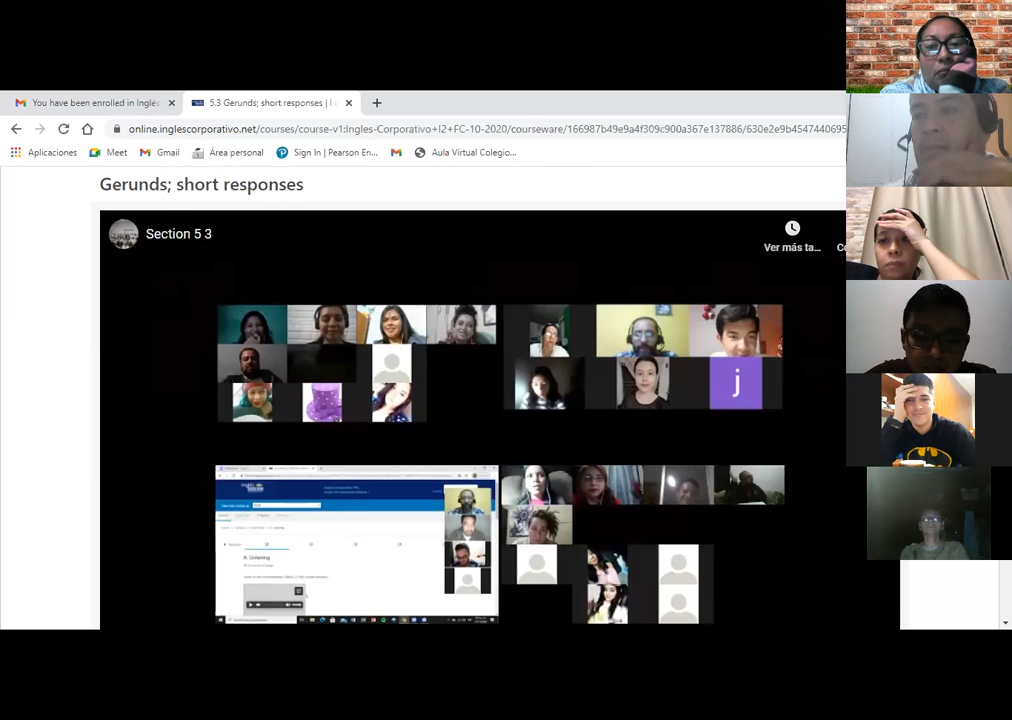 You have been enrolled in Inglés
5.3 Gerunds; short responses | I c
online.inglescorporativo.net/courses/course-v1:Ingles-Corporativo+I2+FC-10-2020/courseware/166987b49e9a4f309c900a367e137886/630e2e9b4547440695
Aplicaciones
Meet
Gmail
Área personal
Sign In | Pearson En...
Aula Virtual Colegio...
Gerunds; short responses
Section 5 3
Ver más ta...
j
A. Listening